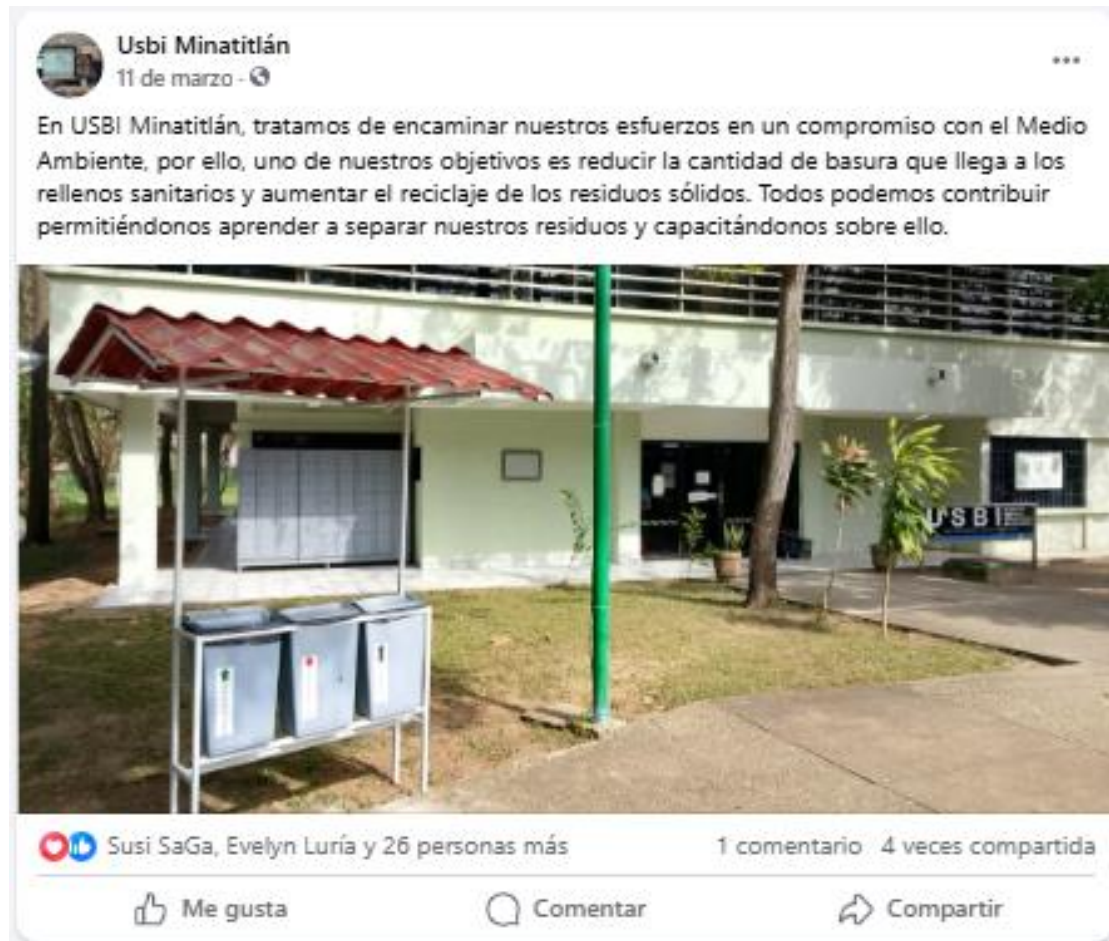 Usbi Minatitlán
11 de marzo ·
En USBI Minatitlán, tratamos de encaminar nuestros esfuerzos en un compromiso con el Medio
Ambiente, por ello, uno de nuestros objetivos es reducir la cantidad de basura que llega a los
rellenos sanitarios y aumentar el reciclaje de los residuos sólidos. Todos podemos contribuir
permitiéndonos aprender a separar nuestros residuos y capacitándonos sobre ello.
USBI
Susi SaGa, Evelyn Luría y 26 personas más
1 comentario 4 veces compartida
Me gusta
Comentar
Compartir